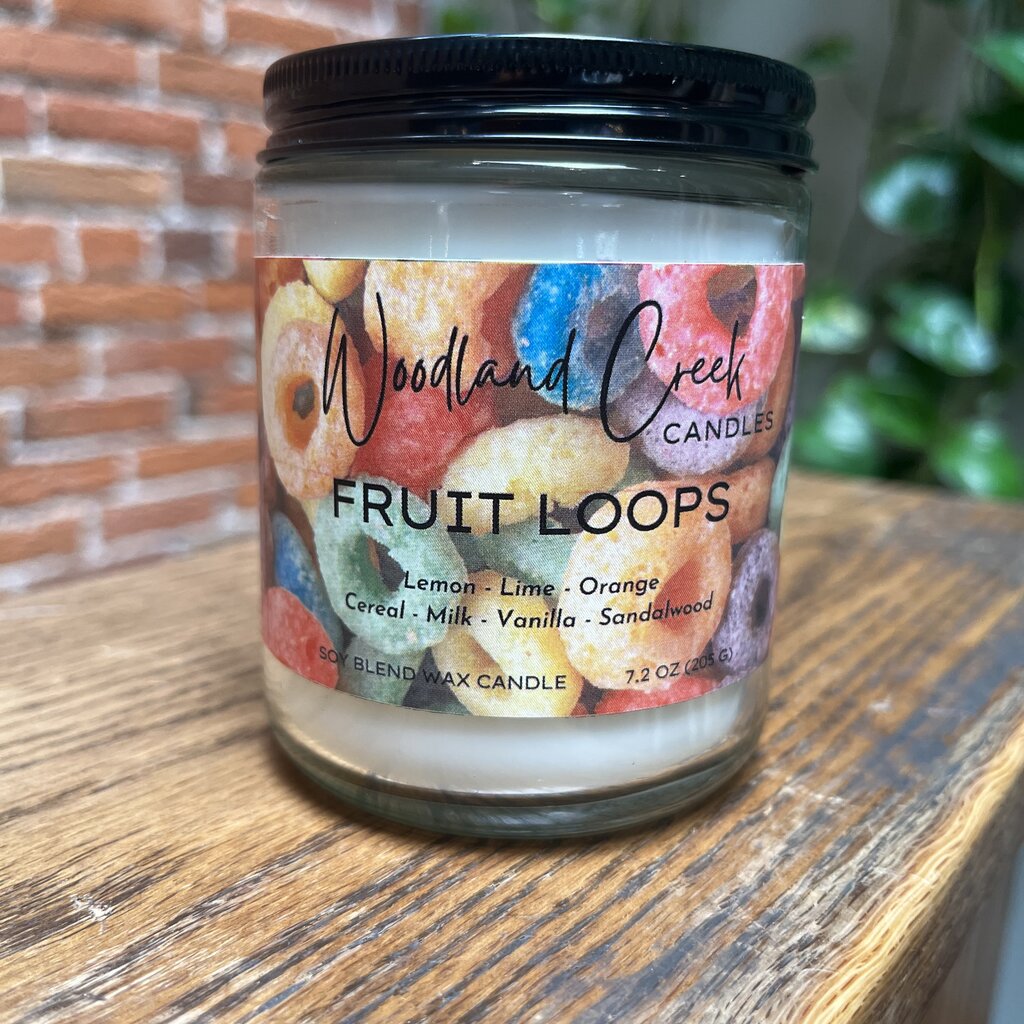 Woodland Creek
CANDLES
FRUIT LOOPS
Lemon - Lime - Orange
Cereal - Milk - Vanilla - Sandalwood
SOY BLEND WAX CANDLE 7.2 OZ (205 G)